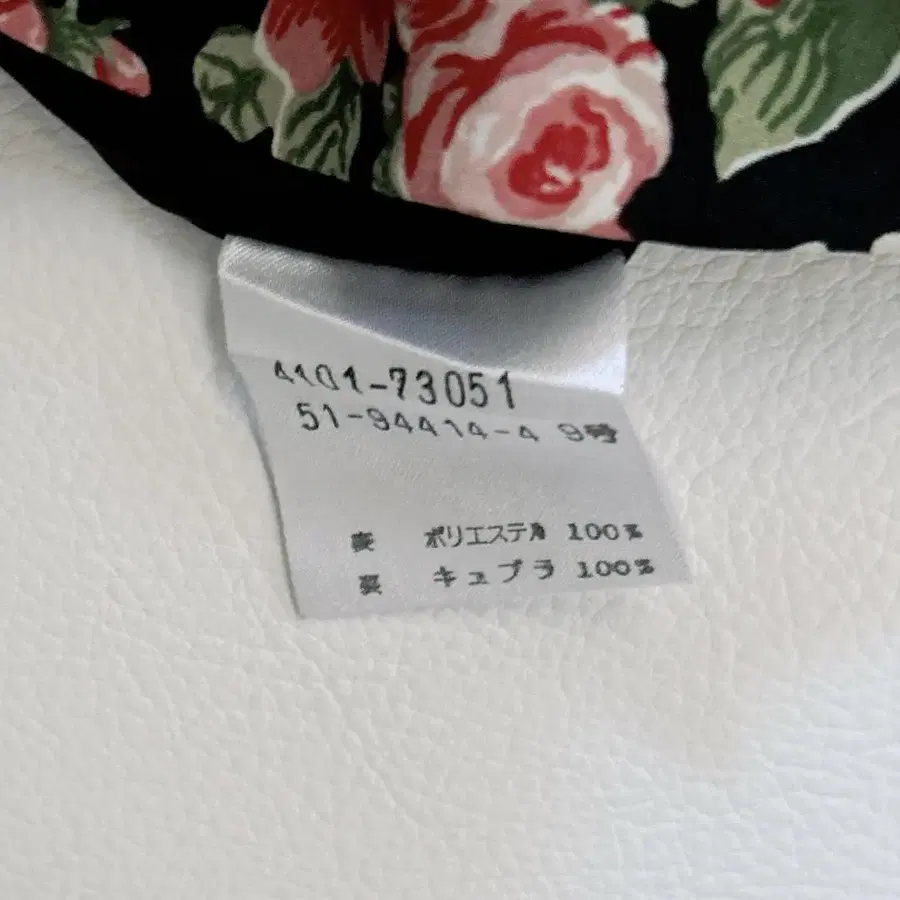 4101-73051
51-94414-4 9号
表 ポリエステル 100%
裏 キュプラ 100%